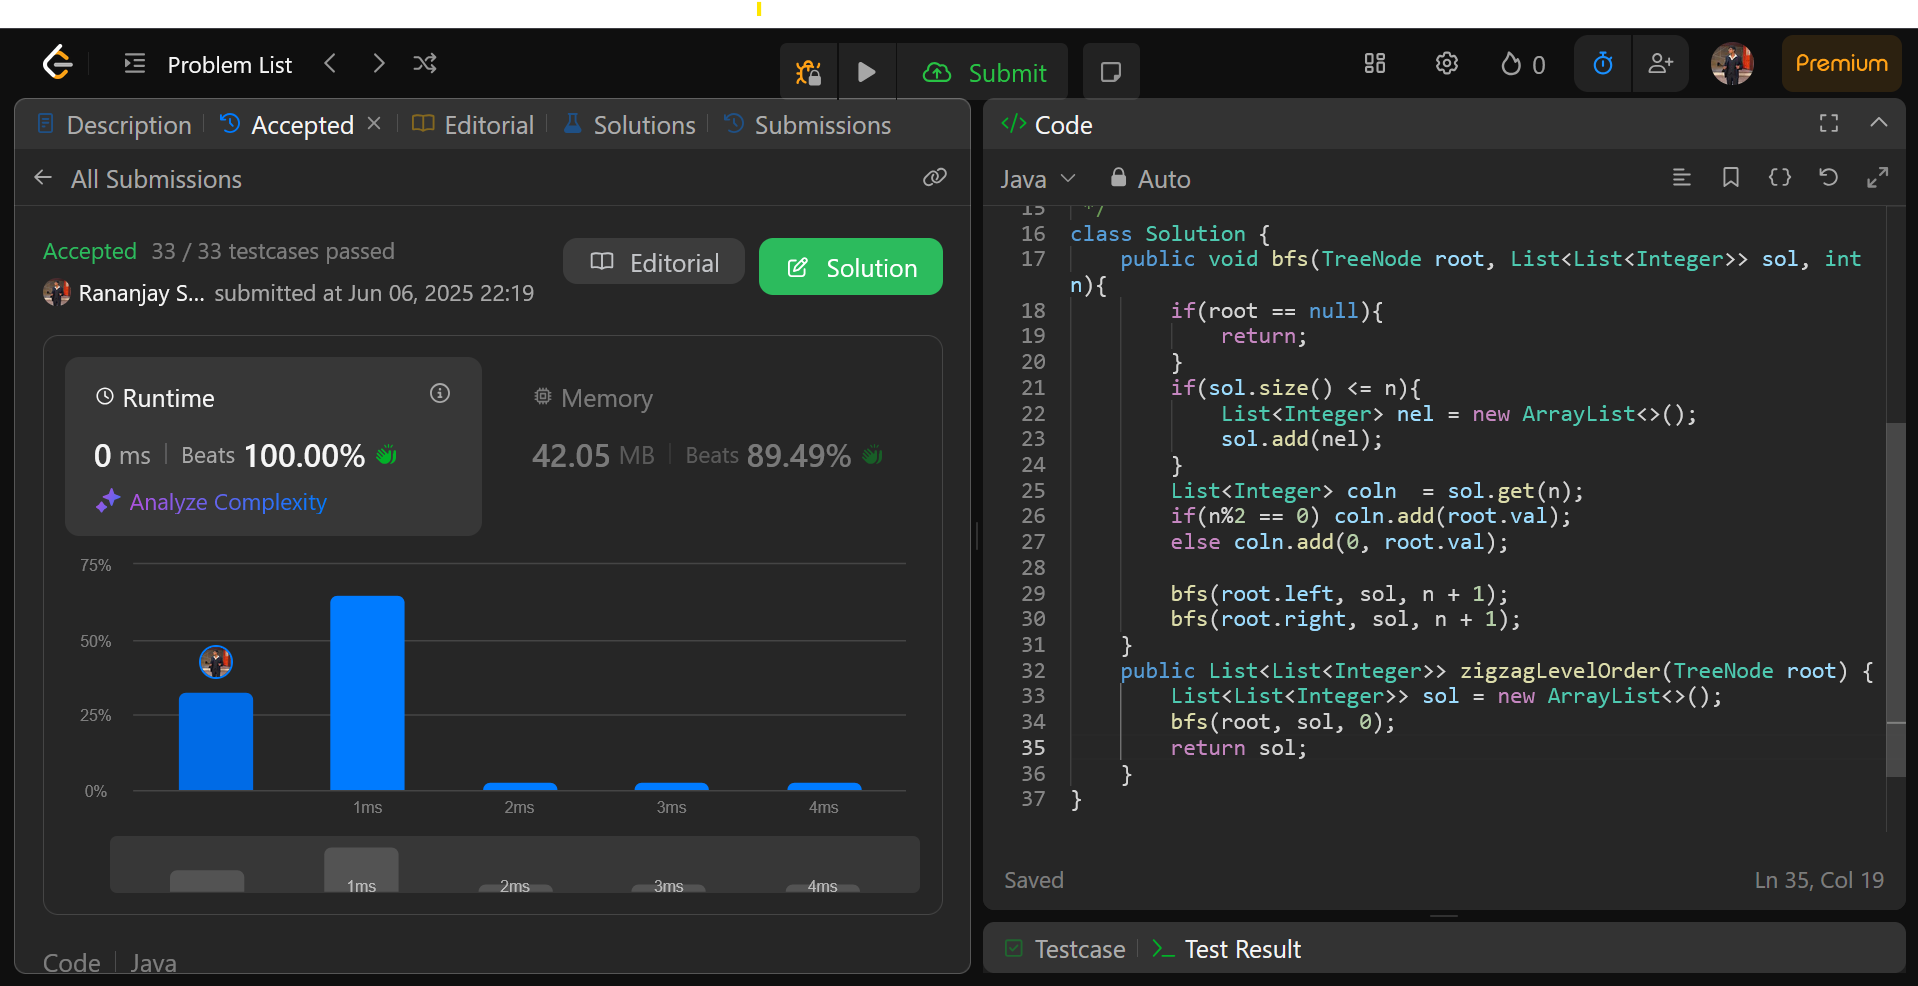 Problem List
Submit
0
Premium
Description
Accepted
Editorial
Solutions
Submissions
All Submissions
Accepted 33 / 33 testcases passed
Rananjay S... submitted at Jun 06, 2025 22:19
Editorial
Solution
Runtime
0 ms Beats 100.00%
Analyze Complexity
Memory
42.05 MB Beats 89.49%
75%
50%
25%
0%
1ms 2ms 3ms 4ms
1ms 2ms 3ms 4ms
Code Java
</> Code
Java Auto
15 */
16 class Solution {
17 public void bfs(TreeNode root, List<List<Integer>> sol, int
n){
18 if(root == null){
19 return;
20 }
21 if(sol.size() <= n){
22 List<Integer> nel = new ArrayList<>();
23 sol.add(nel);
24 }
25 List<Integer> coln  = sol.get(n);
26 if(n%2 == 0) coln.add(root.val);
27 else coln.add(0, root.val);
28
29 bfs(root.left, sol, n + 1);
30 bfs(root.right, sol, n + 1);
31 }
32 public List<List<Integer>> zigzagLevelOrder(TreeNode root) {
33 List<List<Integer>> sol = new ArrayList<>();
34 bfs(root, sol, 0);
35 return sol;
36 }
37 }
Saved
Ln 35, Col 19
Testcase
Test Result